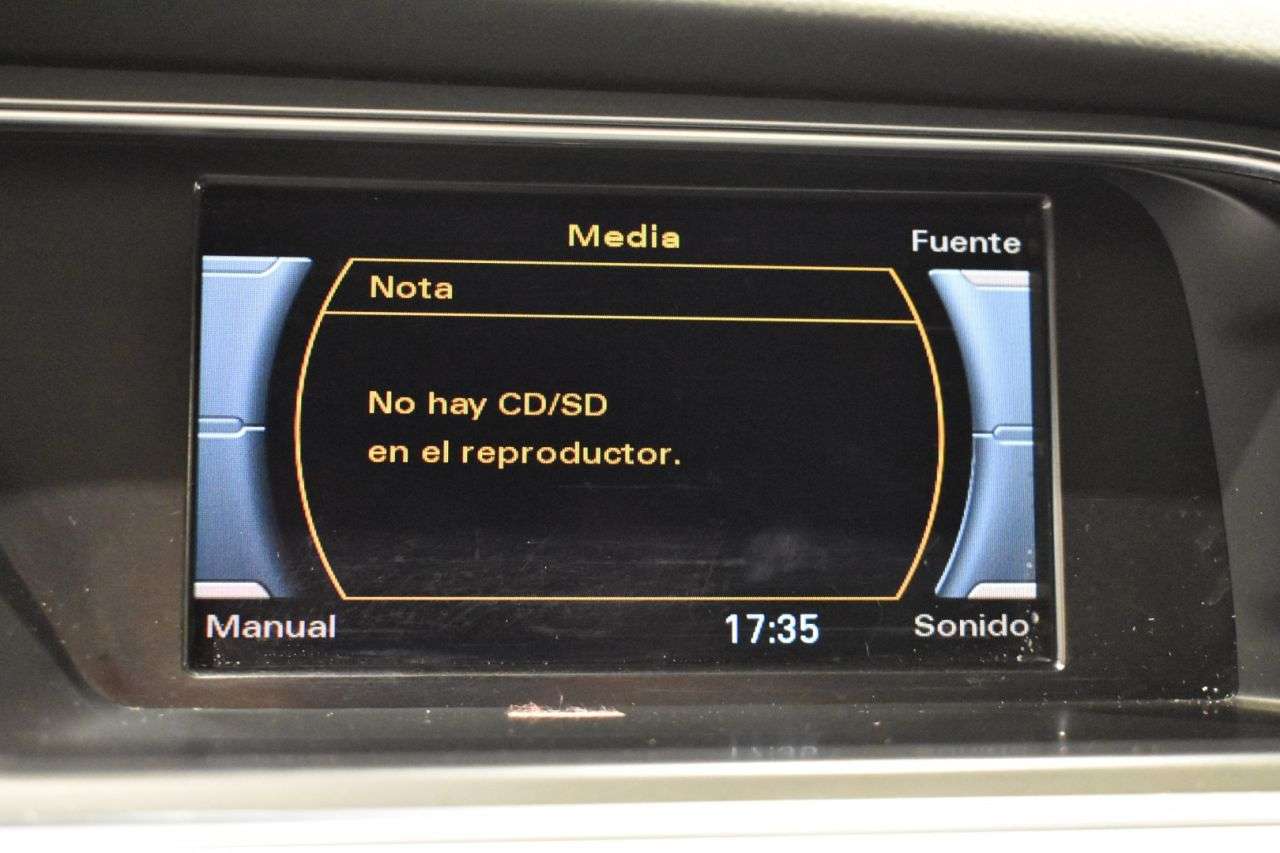 Media
Fuente
Nota
No hay CD/SD
en el reproductor.
Manual
17:35
Sonido